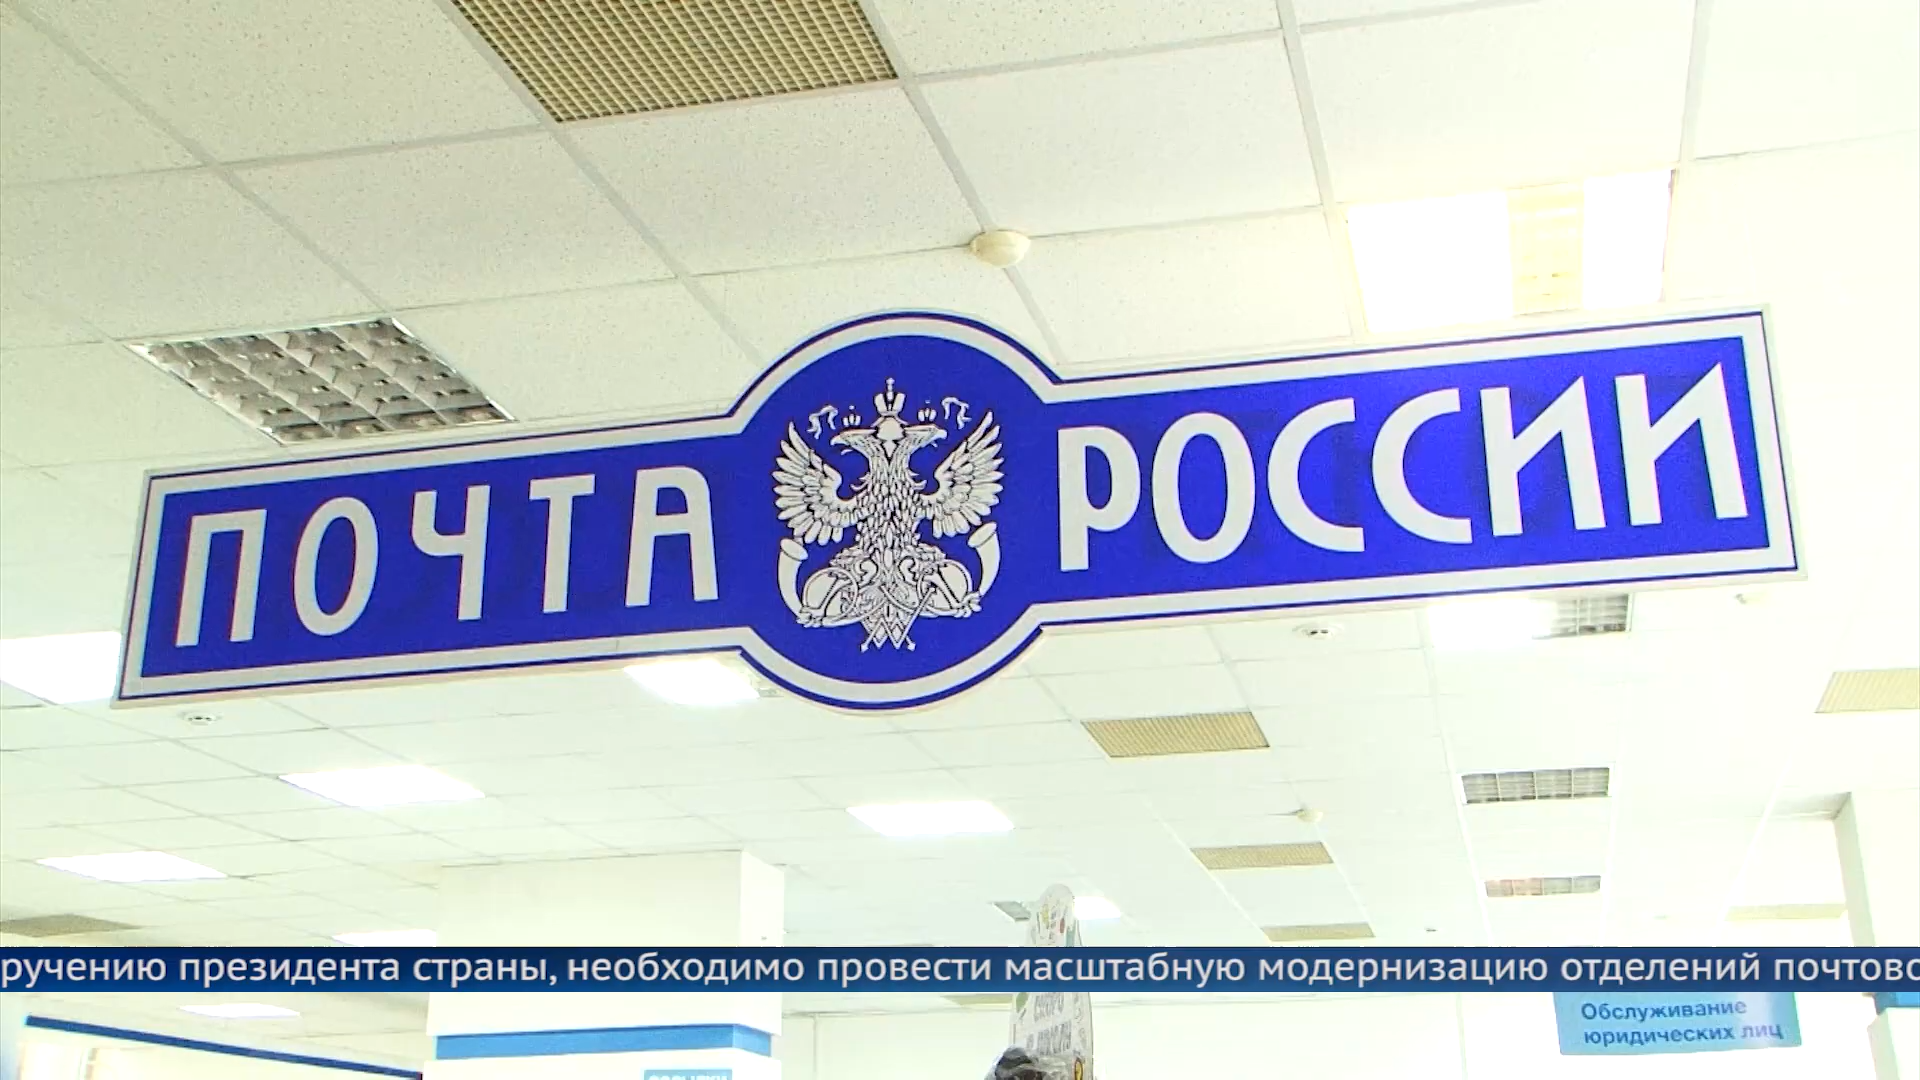 ПОЧТА РОССИИ
ручению президента страны, необходимо провести масштабную модернизацию отделений почтово
Обслуживание
юридических лиц